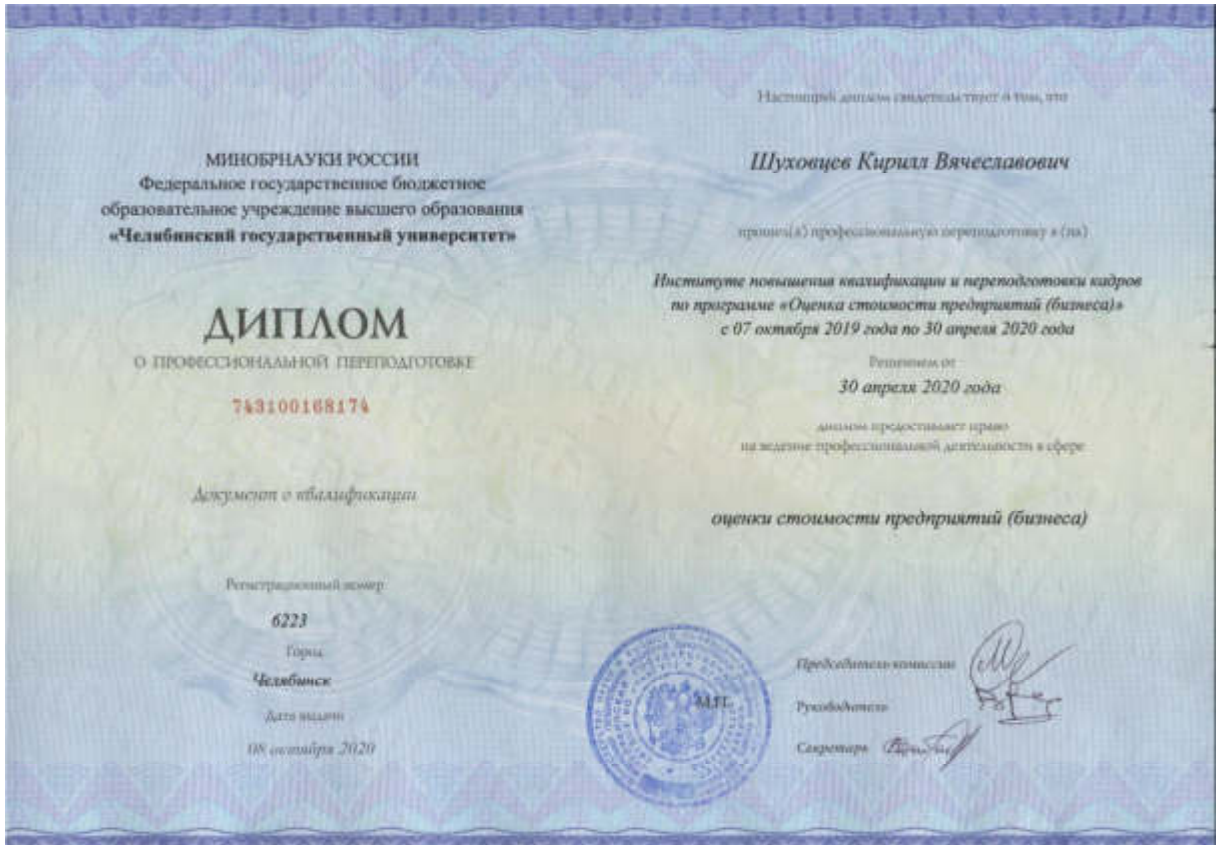 МИНОБРНАУКИ РОССИИ
Федеральное государственное бюджетное
образовательное учреждение высшего образования
«Челябинский государственный университет»
ДИПЛОМ
О ПРОФЕССИОНАЛЬНОЙ ПЕРЕПОДГОТОВКЕ
743100168174
Документ о квалификации
Регистрационный номер
6223
Город
Челябинск
Дата выдачи
08 октября 2020
Настоящий диплом свидетельствует о том, что
Шуховцев Кирилл Вячеславович
прошел(а) профессиональную переподготовку в (на)
Институте повышения квалификации и переподготовки кадров
по программе «Оценка стоимости предприятий (бизнеса)»
с 07 октября 2019 года по 30 апреля 2020 года
Решением от
30 апреля 2020 года
диплом предоставляет право
на ведение профессиональной деятельности в сфере
оценки стоимости предприятий (бизнеса)
М.П.
Председатель комиссии
Руководитель
Секретарь